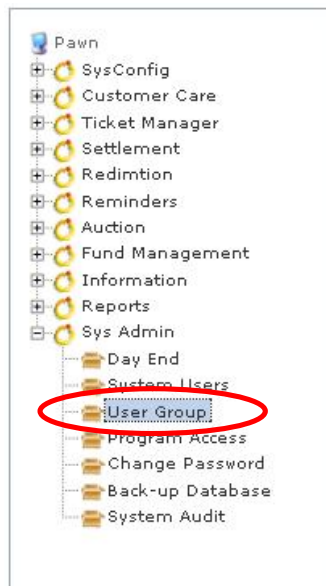 Pawn
SysConfig
Customer Care
Ticket Manager
Settlement
Redimtion
Reminders
Auction
Fund Management
Information
Reports
Sys Admin
Day End
System Users
User Group
Program Access
Change Password
Back-up Database
System Audit